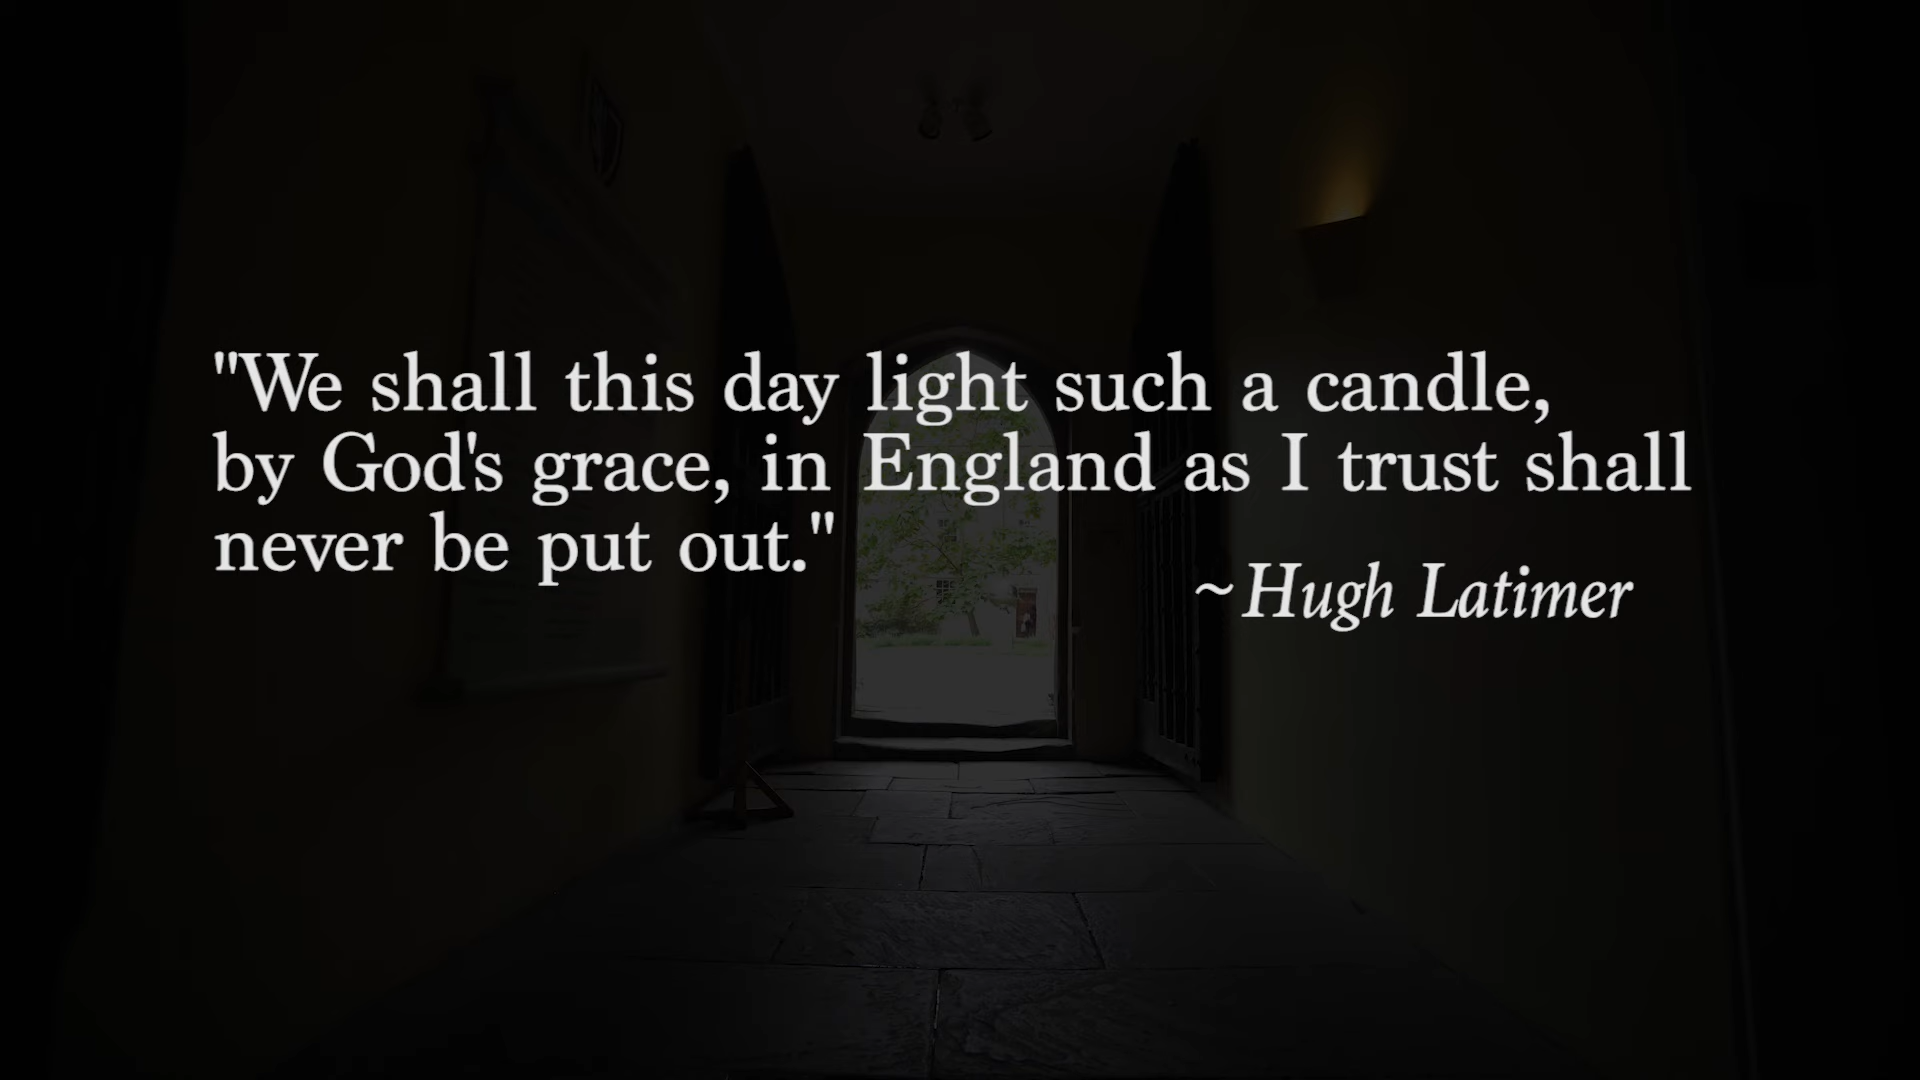 "We shall this day light such a candle,
by God's grace, in England as I trust shall
never be put out."
~Hugh Latimer